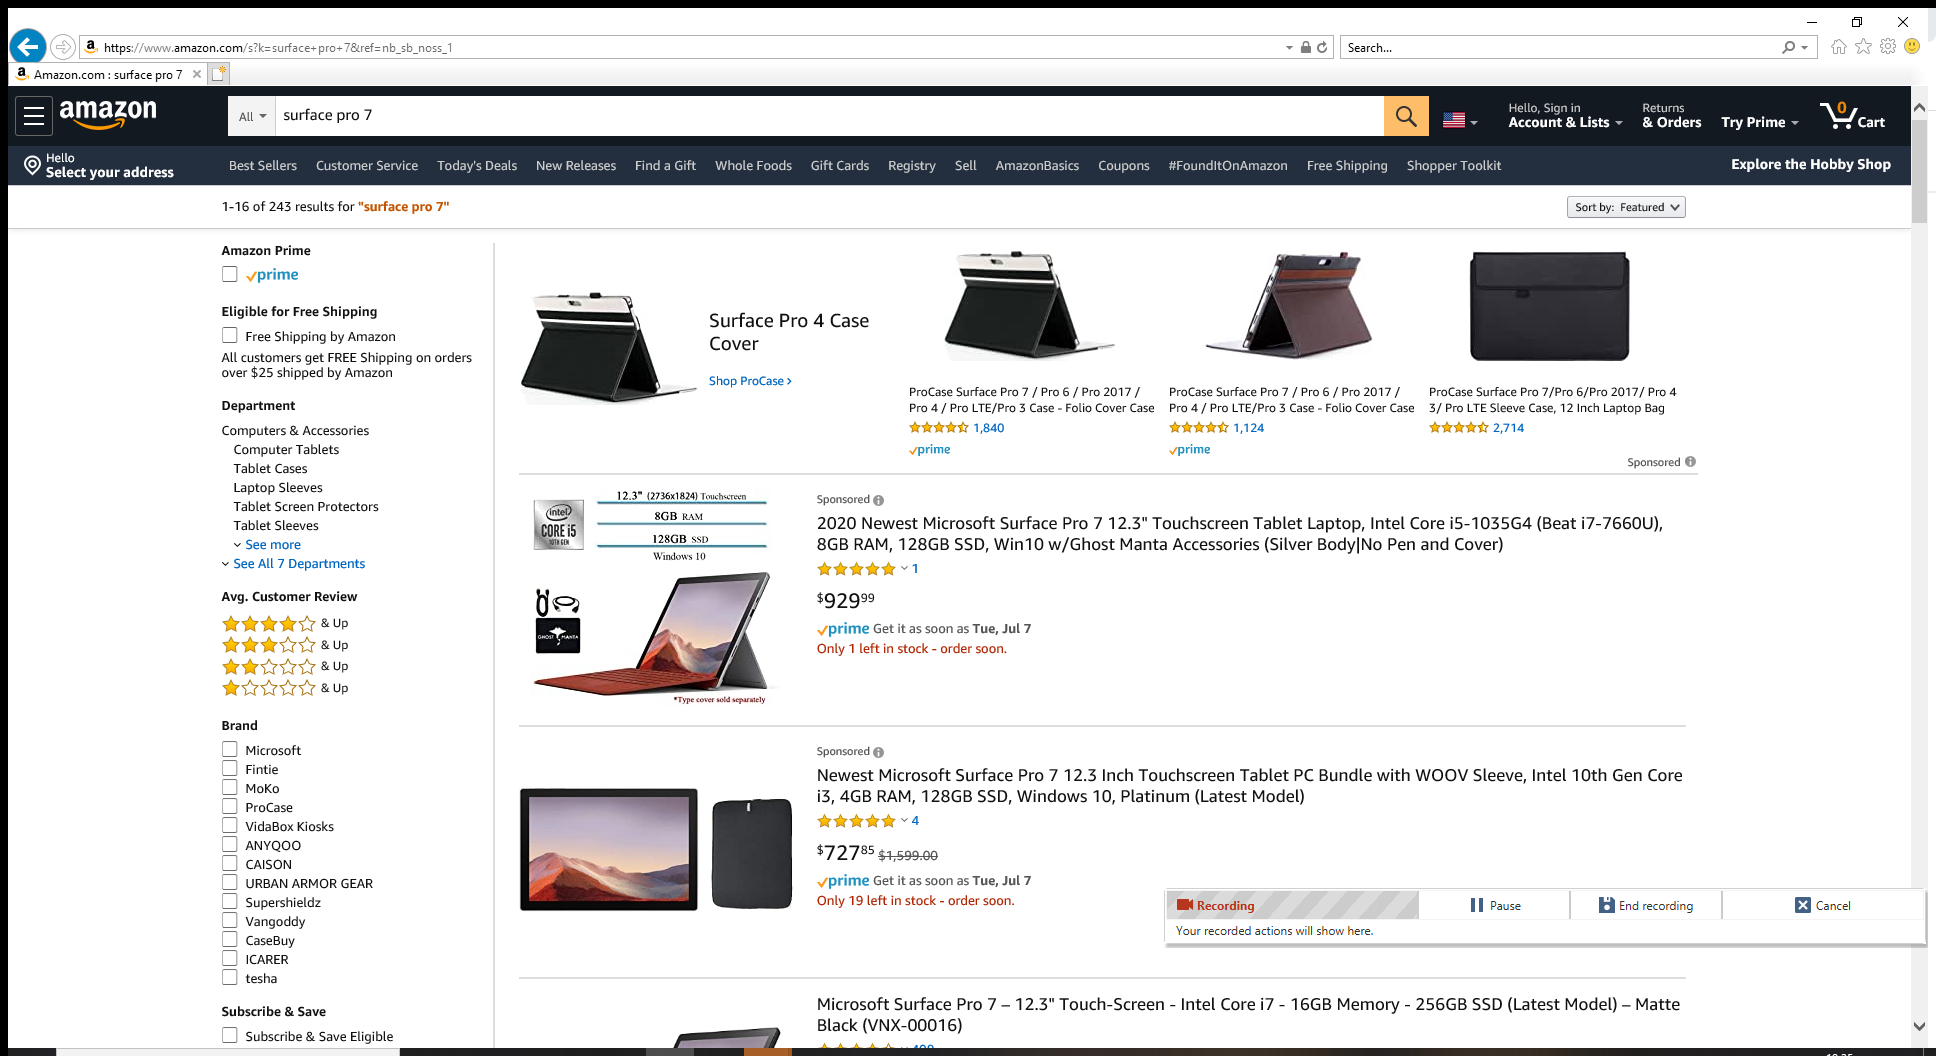 https://www.amazon.com/s?k=surface+pro+7&ref=nb_sb_noss_1
Search...
Amazon.com : surface pro 7
amazon
All
surface pro 7
Hello, Sign in
Account & Lists
Returns
& Orders
Try Prime
0
Cart
Hello
Select your address
Best Sellers
Customer Service
Today's Deals
New Releases
Find a Gift
Whole Foods
Gift Cards
Registry
Sell
AmazonBasics
Coupons
#FoundItOnAmazon
Free Shipping
Shopper Toolkit
Explore the Hobby Shop
1-16 of 243 results for "surface pro 7"
Sort by: Featured
Amazon Prime
prime
Eligible for Free Shipping
Free Shipping by Amazon
All customers get FREE Shipping on orders
over $25 shipped by Amazon
Department
Computers & Accessories
Computer Tablets
Tablet Cases
Laptop Sleeves
Tablet Screen Protectors
Tablet Sleeves
See more
See All 7 Departments
Avg. Customer Review
& Up
& Up
& Up
& Up
Brand
Microsoft
Fintie
MoKo
ProCase
VidaBox Kiosks
ANYQOO
CAISON
URBAN ARMOR GEAR
Supershieldz
Vangoddy
CaseBuy
ICARER
tesha
Subscribe & Save
Subscribe & Save Eligible
Surface Pro 4 Case
Cover
Shop ProCase ›
ProCase Surface Pro 7 / Pro 6 / Pro 2017 /
Pro 4 / Pro LTE/Pro 3 Case - Folio Cover Case
1,840
prime
ProCase Surface Pro 7 / Pro 6 / Pro 2017 /
Pro 4 / Pro LTE/Pro 3 Case - Folio Cover Case
1,124
prime
ProCase Surface Pro 7/Pro 6/Pro 2017/ Pro 4
3/ Pro LTE Sleeve Case, 12 Inch Laptop Bag
2,714
Sponsored
12.3" (2736x1824) Touchscreen
8GB RAM
128GB SSD
Windows 10
intel
CORE i5
10TH GEN
GHOST MANTA
*Type cover sold separately
Sponsored
2020 Newest Microsoft Surface Pro 7 12.3" Touchscreen Tablet Laptop, Intel Core i5-1035G4 (Beat i7-7660U),
8GB RAM, 128GB SSD, Win10 w/Ghost Manta Accessories (Silver Body|No Pen and Cover)
1
$929 99
prime Get it as soon as Tue, Jul 7
Only 1 left in stock - order soon.
Sponsored
Newest Microsoft Surface Pro 7 12.3 Inch Touchscreen Tablet PC Bundle with WOOV Sleeve, Intel 10th Gen Core
i3, 4GB RAM, 128GB SSD, Windows 10, Platinum (Latest Model)
4
$727 85 $1,599.00
prime Get it as soon as Tue, Jul 7
Only 19 left in stock - order soon.
Recording
Pause
End recording
Cancel
Your recorded actions will show here.
Microsoft Surface Pro 7 – 12.3" Touch-Screen - Intel Core i7 - 16GB Memory - 256GB SSD (Latest Model) – Matte
Black (VNX-00016)